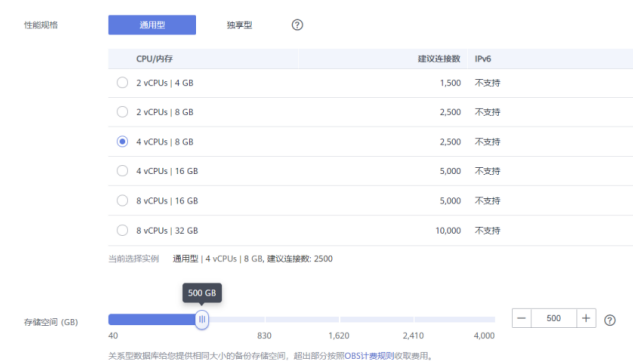 性能规格 通用型 独享型 ?
CPU/内存 建议连接数 IPv6
2 vCPUs | 4 GB 1,500 不支持
2 vCPUs | 8 GB 2,500 不支持
4 vCPUs | 8 GB 2,500 不支持
4 vCPUs | 16 GB 5,000 不支持
8 vCPUs | 16 GB 5,000 不支持
8 vCPUs | 32 GB 10,000 不支持
当前选择实例 通用型 | 4 vCPUs | 8 GB, 建议连接数: 2500
500 GB
存储空间 (GB) 500 ?
40 830 1,620 2,410 4,000
关系型数据库给您提供相同大小的备份存储空间，超出部分按照OBS计费规则收取费用。